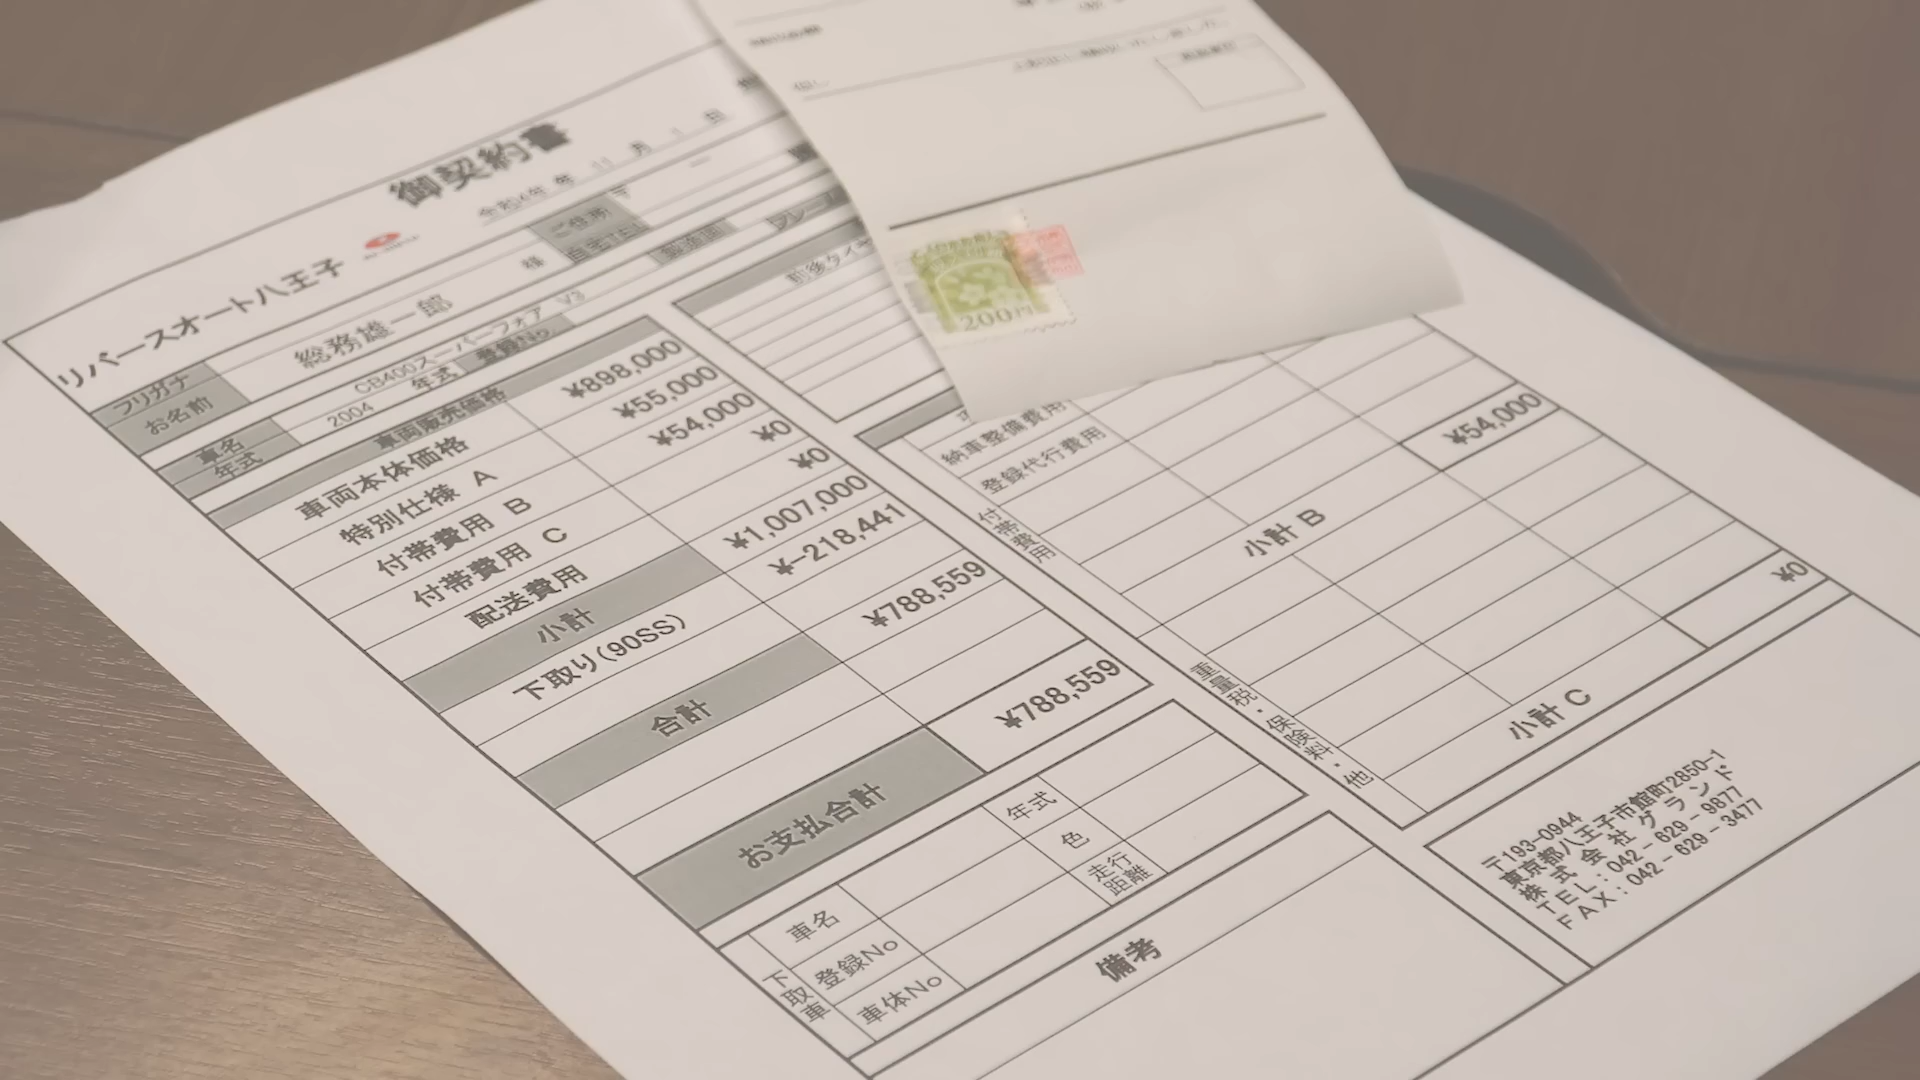 御契約書
令和4年 年 11 月 1 日
リバースオート八王子
ご住所 〒 ー
自宅TEL
フリガナ
お名前 総務雄一郎 様
車名 CB400スーパーフォア V3
年式 2004 年式 登録No.
車両販売価格
車両本体価格 ¥898,000
特別仕様 A ¥55,000
付帯費用 B ¥54,000
付帯費用 C ¥0
配送費用 ¥0
小計 ¥1,007,000
下取り(90SS) ¥-218,441
合計 ¥788,559
お支払合計 ¥788,559
下取車
車名 年式
登録No 色
車体No 走行距離
備考
200円
納車整備費用
登録代行費用
付帯費用
¥54,000
小計 B
重量税・保険料・他
¥0
小計 C
〒193-0944
東京都八王子市館町2850-1
株式会社グランド
TEL:042-629-9877
FAX:042-629-3477